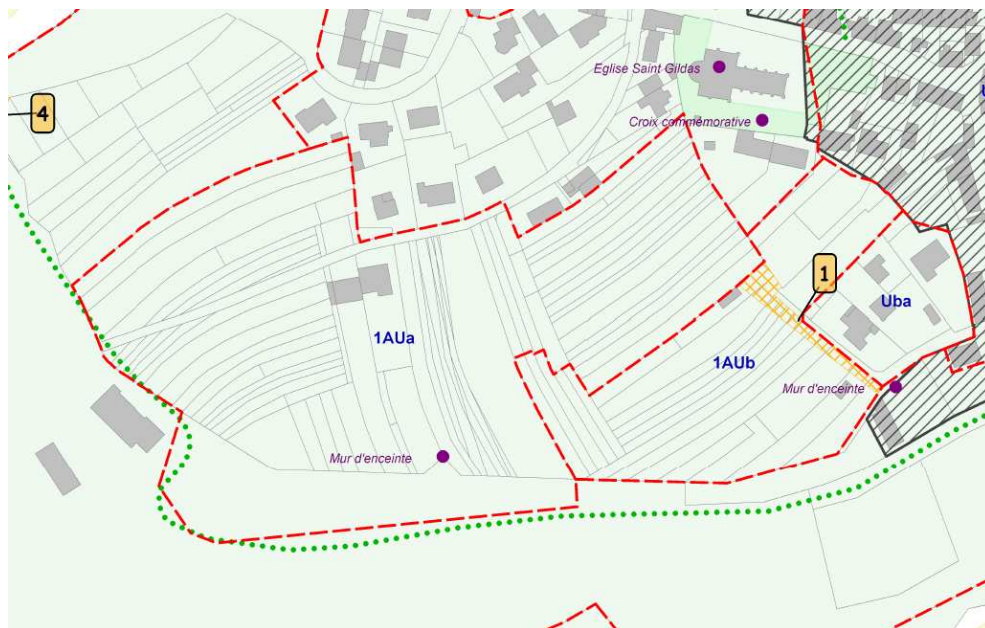 Eglise Saint Gildas
4
Croix commémorative
1
Uba
1AUa
1AUb
Mur d'enceinte
Mur d'enceinte